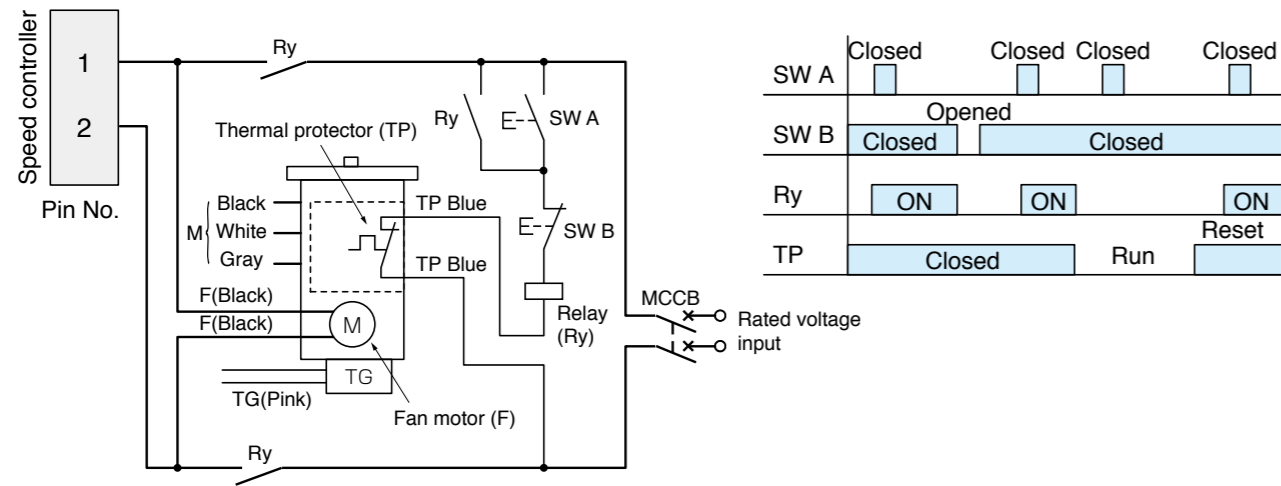 Speed controller
1
2
Pin No.
Ry
Ry
SW A
Thermal protector (TP)
Black
White
Gray
M
TP Blue
TP Blue
SW B
F(Black)
F(Black)
M
TG
TG(Pink)
Fan motor (F)
Relay
(Ry)
MCCB
Rated voltage
input
Ry
Closed Closed Closed Closed
SW A
Opened
SW B Closed Closed
Ry ON ON ON
Reset
TP Closed Run